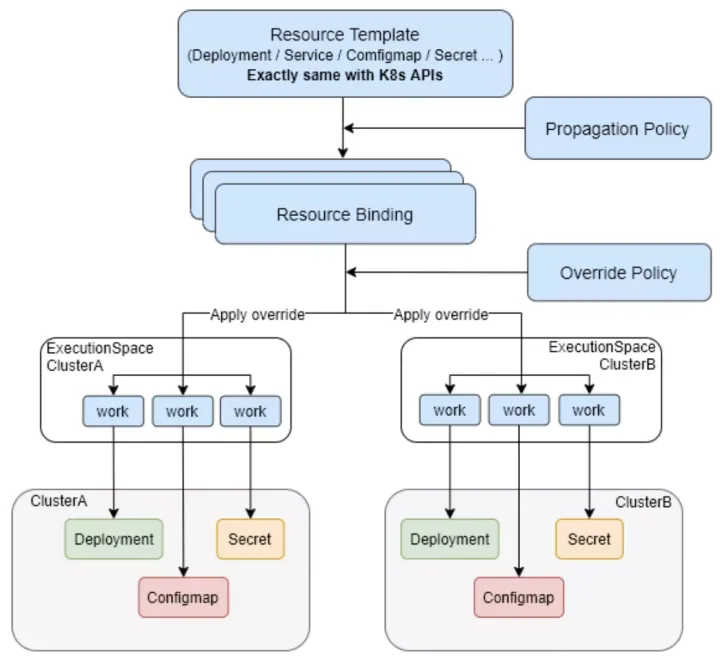 Resource Template
(Deployment / Service / Comfigmap / Secret ... )
Exactly same with K8s APIs
Propagation Policy
Resource Binding
Override Policy
Apply override
Apply override
ExecutionSpace
ClusterA
work
work
work
ExecutionSpace
ClusterB
work
work
work
ClusterA
Deployment
Secret
Configmap
ClusterB
Deployment
Secret
Configmap